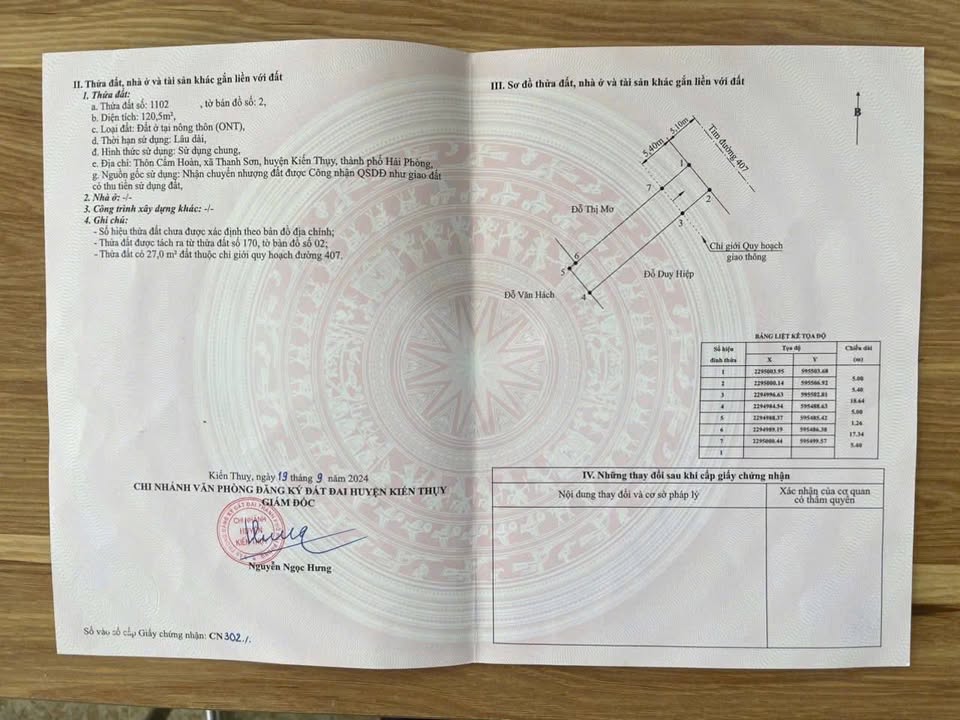 II. Thửa đất, nhà ở và tài sản khác gắn liền với đất
1. Thửa đất:
a. Thửa đất số: 1102 , tờ bản đồ số: 2,
b. Diện tích: 120,5m²,
c. Loại đất: Đất ở tại nông thôn (ONT),
d. Thời hạn sử dụng: Lâu dài,
đ. Hình thức sử dụng: Sử dụng chung,
e. Địa chỉ: Thôn Cẩm Hoàn, xã Thanh Sơn, huyện Kiến Thụy, thành phố Hải Phòng,
g. Nguồn gốc sử dụng: Nhận chuyển nhượng đất được Công nhận QSDĐ như giao đất
có thu tiền sử dụng đất,
2. Nhà ở: -/-
3. Công trình xây dựng khác: -/-
4. Ghi chú:
- Số hiệu thửa đất chưa được xác định theo bản đồ địa chính;
- Thửa đất được tách ra từ thửa đất số 170, tờ bản đồ số 02;
- Thửa đất có 27,0 m² đất thuộc chỉ giới quy hoạch đường 407.
Kiến Thụy, ngày 19 tháng 9 năm 2024
CHI NHÁNH VĂN PHÒNG ĐĂNG KÝ ĐẤT ĐAI HUYỆN KIẾN THỤY
GIÁM ĐỐC
CHI NHÁNH
HUYỆN
KIẾN THỤY
Nguyễn Ngọc Hưng
Số vào sổ cấp Giấy chứng nhận: CN302./.
III. Sơ đồ thửa đất, nhà ở và tài sản khác gắn liền với đất
B
5,10m
5,40m
Tim đường 407
1
7
2
3
Đỗ Thị Mơ
Chỉ giới Quy hoạch
giao thông
6
5
4
Đỗ Duy Hiệp
Đỗ Văn Hách
BẢNG LIỆT KÊ TỌA ĐỘ
Số hiệu đỉnh thửa Tọa độ Chiều dài (m)
X Y
1 2295003.95 595503.68
5.00
2 2295000.14 595506.92
5.40
3 2294996.63 595502.81
18.64
4 2294984.54 595488.63
5.00
5 2294988.37 595485.42
1.26
6 2294989.19 595486.38
17.34
7 2295000.44 595499.57
5.40
1
IV. Những thay đổi sau khi cấp giấy chứng nhận
Nội dung thay đổi và cơ sở pháp lý
Xác nhận của cơ quan
có thẩm quyền